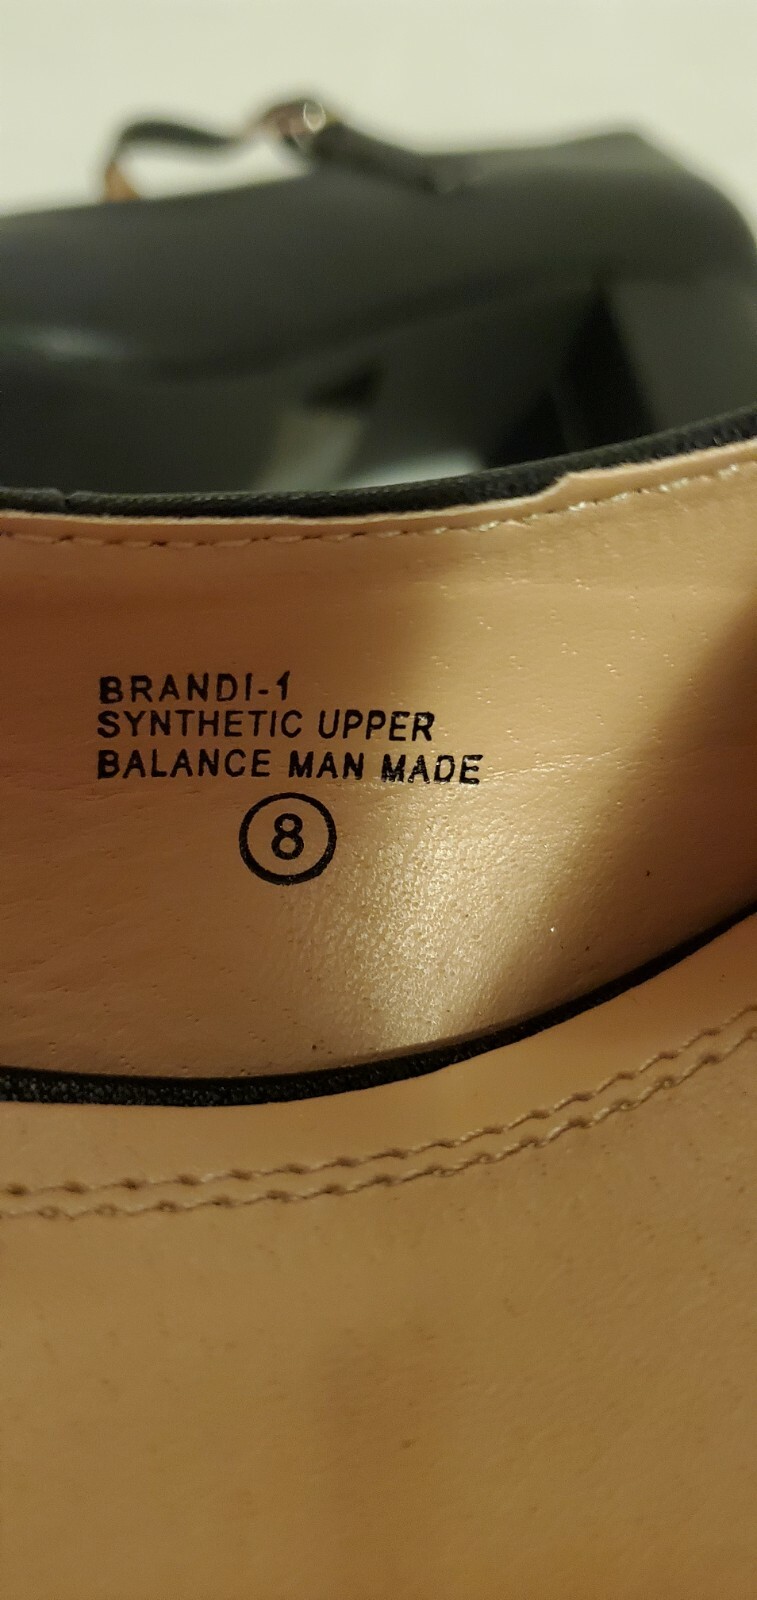 BRANDI-1
SYNTHETIC UPPER
BALANCE MAN MADE
8